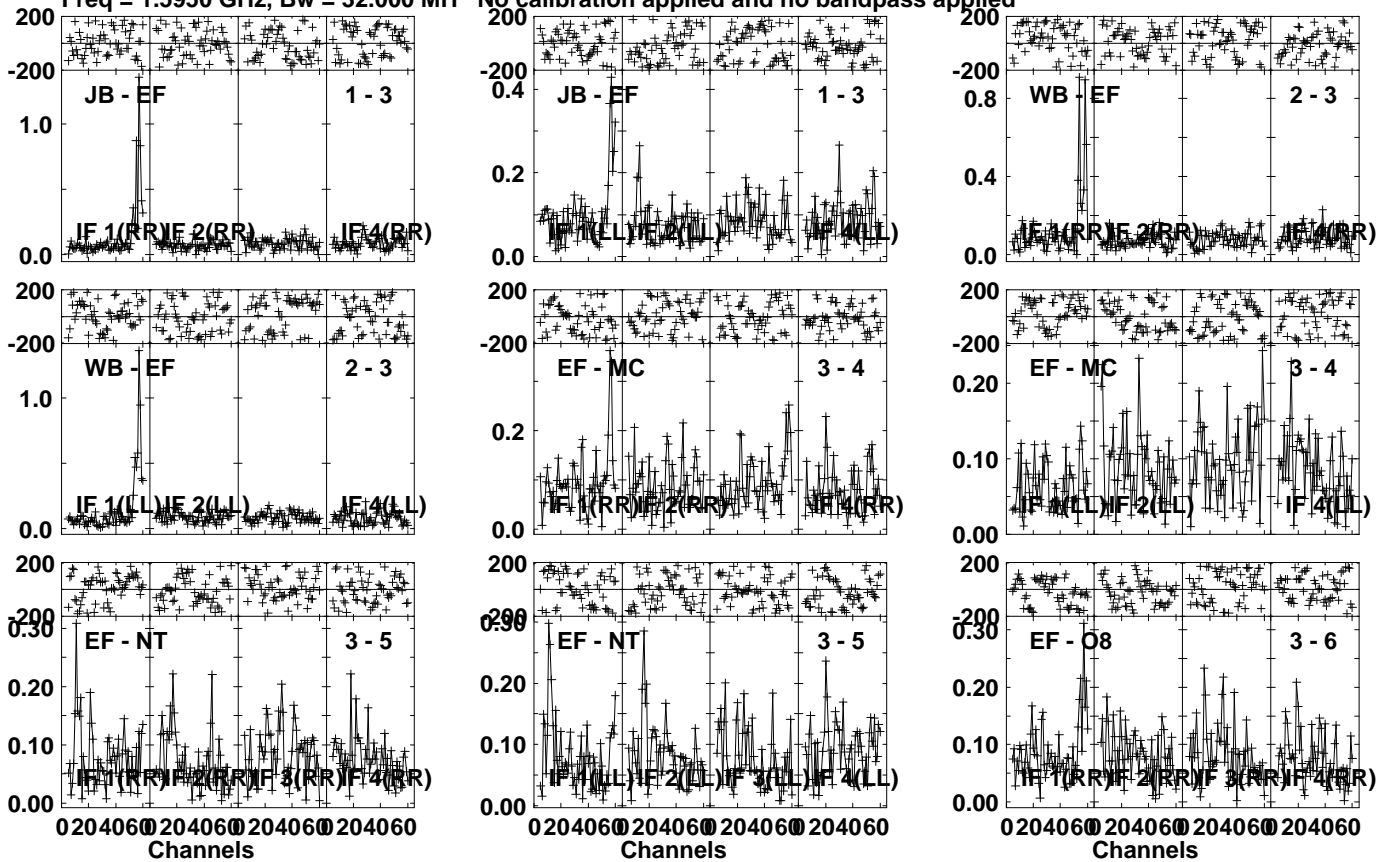 Freq = 1.5950 GHz, Bw = 32.000 MH No calibration applied and no bandpass applied
200
-200
JB - EF 1 - 3
1.0
0.0
IF 1(RR) IF 2(RR) IF 4(RR)
200
-200
JB - EF 1 - 3
0.4
0.2
0.0
IF 1(LL) IF 2(LL) IF 4(LL)
200
-200
WB - EF 2 - 3
0.8
0.4
0.0
IF 1(RR) IF 2(RR) IF 4(RR)
200
-200
WB - EF 2 - 3
1.0
0.0
IF 1(LL) IF 2(LL) IF 4(LL)
200
-200
EF - MC 3 - 4
0.2
0.0
IF 1(RR) IF 2(RR) IF 4(RR)
200
-200
EF - MC 3 - 4
0.20
0.10
0.00
IF 1(LL) IF 2(LL) IF 4(LL)
200
-200
0.30
EF - NT 3 - 5
0.20
0.10
0.00
IF 1(RR) IF 2(RR) IF 3(RR) IF 4(RR)
0 20 40 60 0 20 40 60 0 20 40 60 0 20 40 60
Channels
200
-200
0.30
EF - NT 3 - 5
0.20
0.10
0.00
IF 1(LL) IF 2(LL) IF 3(LL) IF 4(LL)
0 20 40 60 0 20 40 60 0 20 40 60 0 20 40 60
Channels
200
-200
0.30
EF - O8 3 - 6
0.20
0.10
0.00
IF 1(RR) IF 2(RR) IF 3(RR) IF 4(RR)
0 20 40 60 0 20 40 60 0 20 40 60 0 20 40 60
Channels